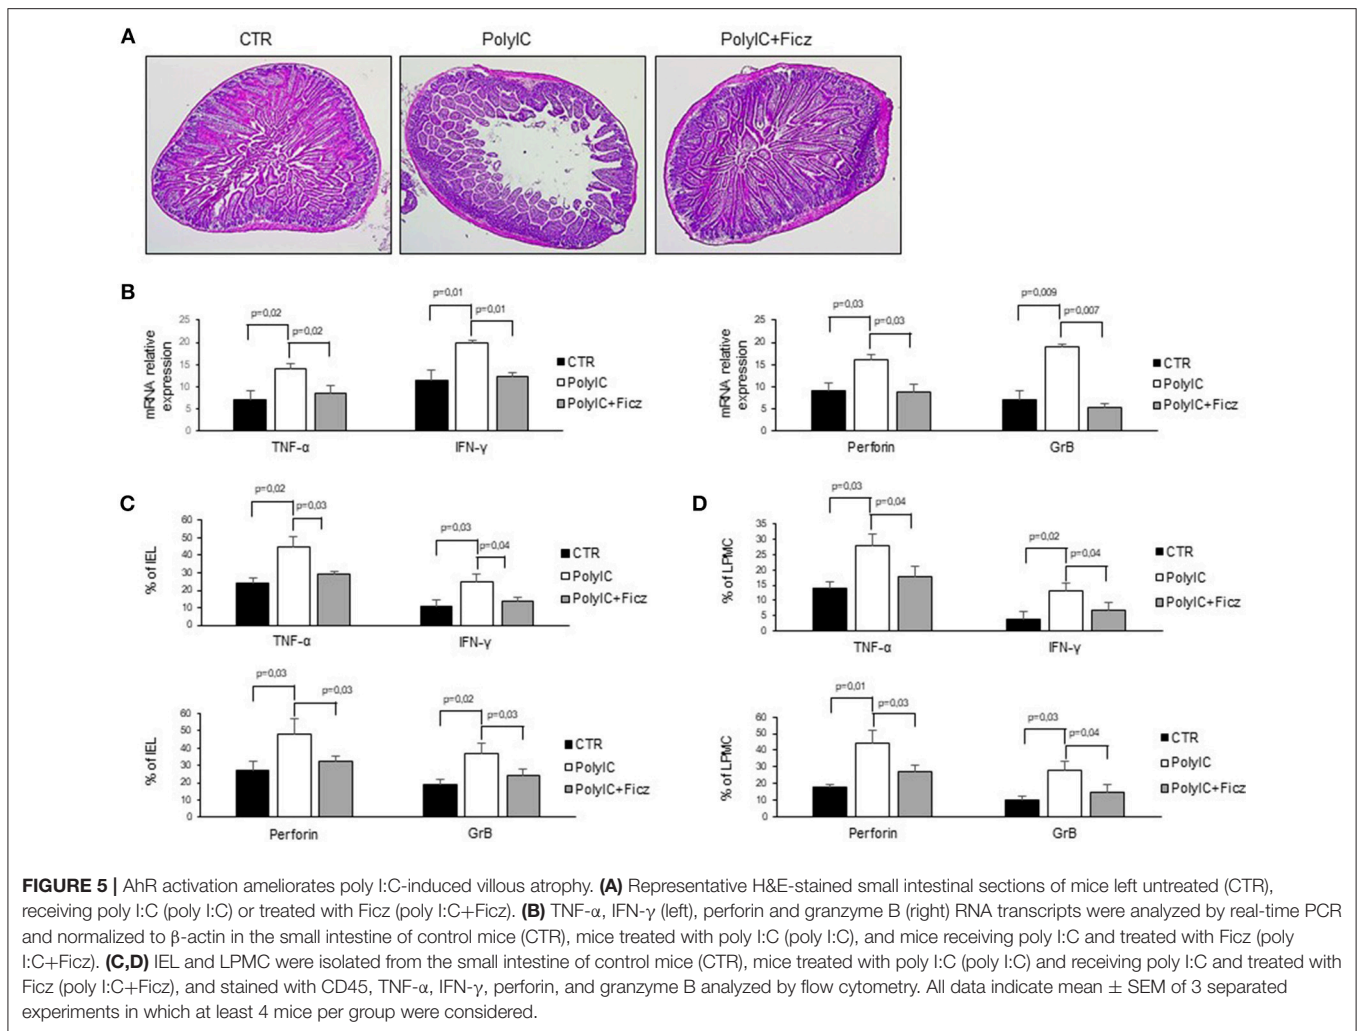 A
CTR
PolyIC
PolyIC+Ficz
B
p=0,02
p=0,02
p=0,01
p=0,01
mRNA relative
expression
25
20
15
10
5
0
TNF-α
IFN-γ
CTR
PolyIC
PolyIC+Ficz
p=0,03
p=0,03
p=0,009
p=0,007
mRNA relative
expression
25
20
15
10
5
0
Perforin
GrB
CTR
PolyIC
PolyIC+Ficz
C
p=0,02
p=0,03
p=0,03
p=0,04
% of IEL
60
50
40
30
20
10
0
TNF-α
IFN-γ
CTR
PolyIC
PolyIC+Ficz
D
p=0,03
p=0,04
p=0,02
p=0,04
% of LPMC
35
30
25
20
15
10
5
0
TNF-α
IFN-γ
CTR
PolyIC
PolyIC+Ficz
p=0,03
p=0,03
p=0,02
p=0,03
% of IEL
60
50
40
30
20
10
0
Perforin
GrB
CTR
PolyIC
PolyIC+Ficz
p=0,01
p=0,03
p=0,03
p=0,04
% of LPMC
60
50
40
30
20
10
0
Perforin
GrB
CTR
PolyIC
PolyIC+Ficz
FIGURE 5 | AhR activation ameliorates poly I:C-induced villous atrophy. (A) Representative H&E-stained small intestinal sections of mice left untreated (CTR),
receiving poly I:C (poly I:C) or treated with Ficz (poly I:C+Ficz). (B) TNF-α, IFN-γ (left), perforin and granzyme B (right) RNA transcripts were analyzed by real-time PCR
and normalized to β-actin in the small intestine of control mice (CTR), mice treated with poly I:C (poly I:C), and mice receiving poly I:C and treated with Ficz (poly
I:C+Ficz). (C,D) IEL and LPMC were isolated from the small intestine of control mice (CTR), mice treated with poly I:C (poly I:C) and receiving poly I:C and treated with
Ficz (poly I:C+Ficz), and stained with CD45, TNF-α, IFN-γ, perforin, and granzyme B analyzed by flow cytometry. All data indicate mean ± SEM of 3 separated
experiments in which at least 4 mice per group were considered.